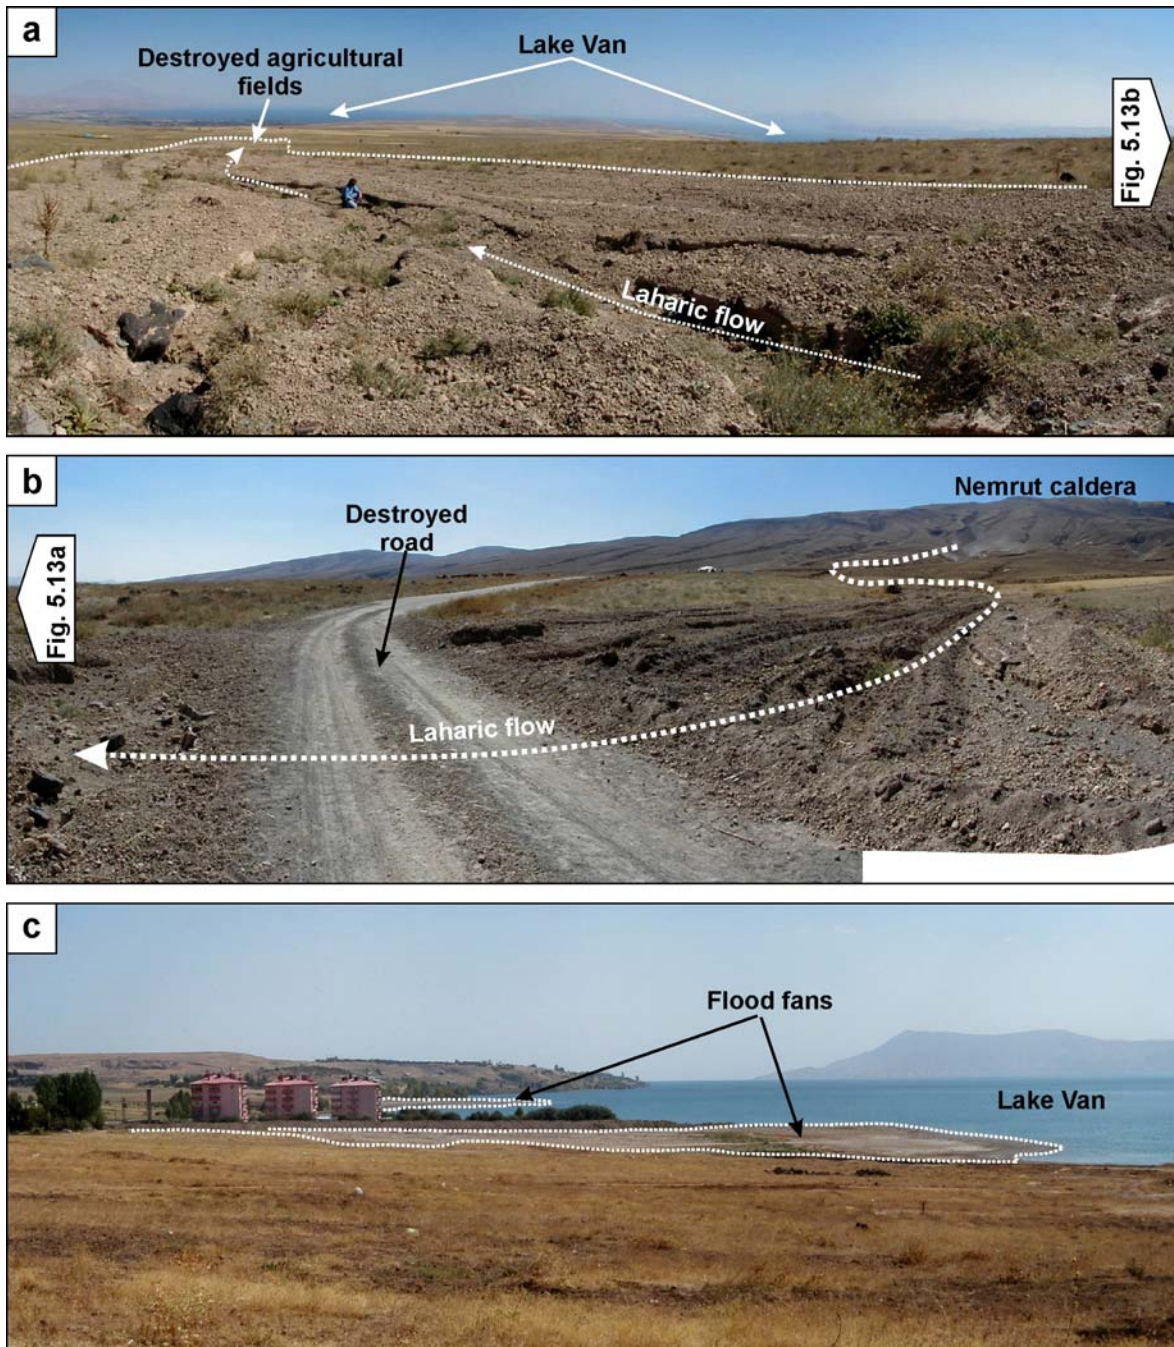 a
Lake Van
Destroyed agricultural
fields
Fig. 5.13b
Laharic flow
b
Nemrut caldera
Destroyed
road
Fig. 5.13a
Laharic flow
c
Flood fans
Lake Van